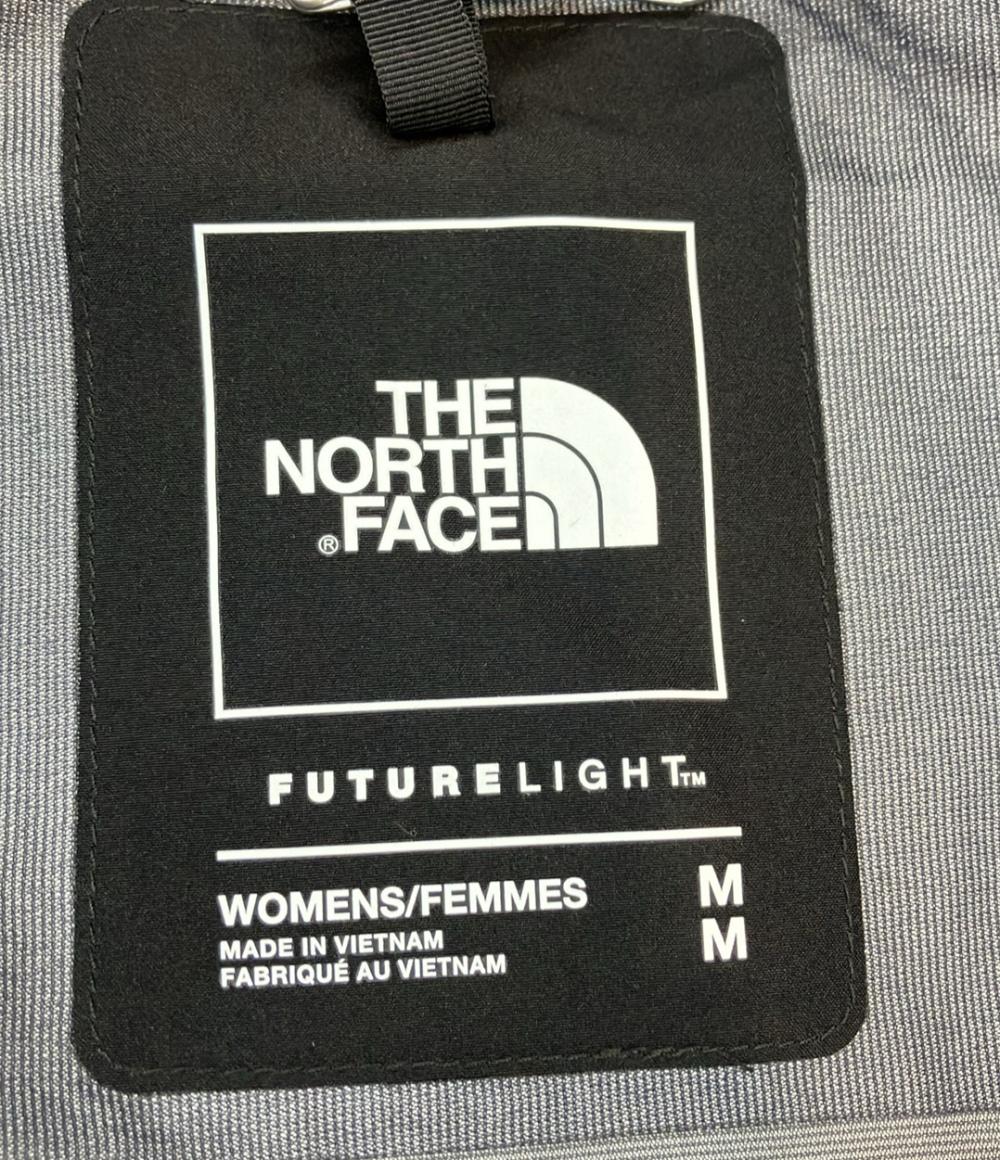 THE
NORTH
®FACE
FUTURELIGHT™
WOMENS/FEMMES M
MADE IN VIETNAM M
FABRIQUÉ AU VIETNAM